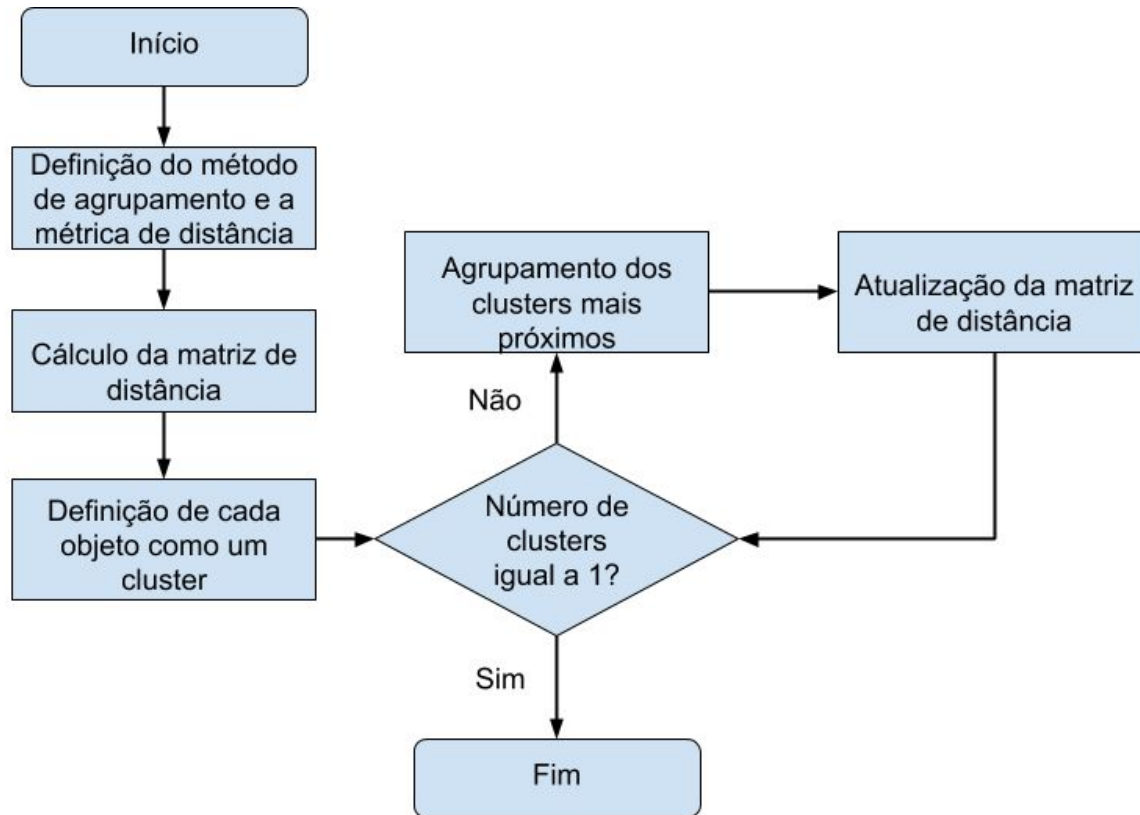 Início
Definição do método
de agrupamento e a
métrica de distância
Cálculo da matriz de
distância
Definição de cada
objeto como um
cluster
Número de
clusters
igual a 1?
Não
Agrupamento dos
clusters mais
próximos
Atualização da matriz
de distância
Sim
Fim